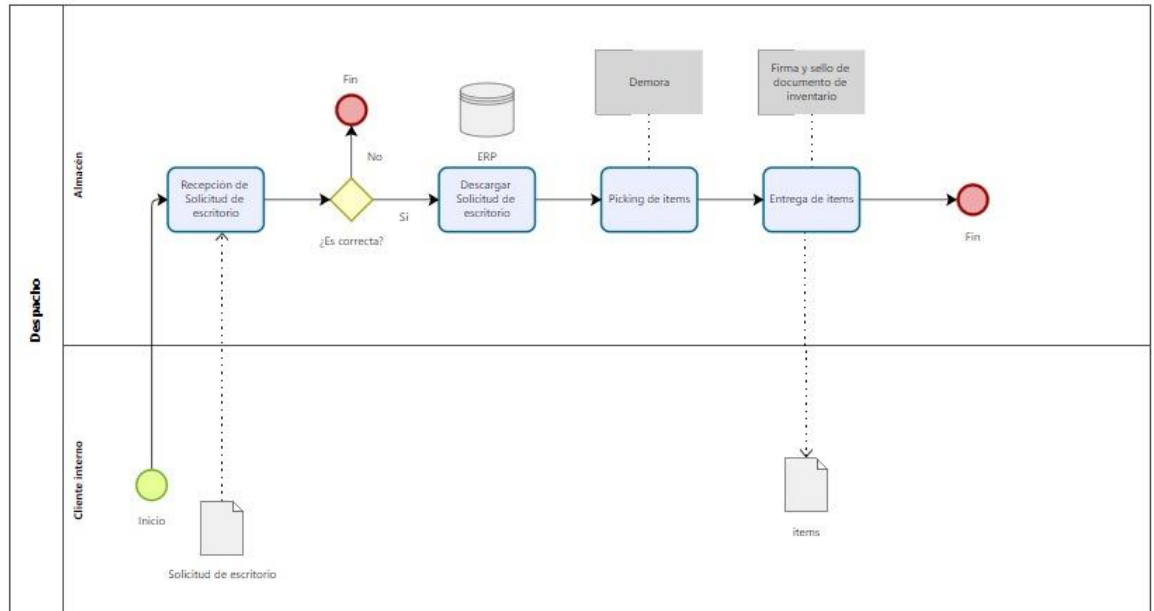 Despacho
Almacén
Fin
ERP
Demora
Firma y sello de
documento de
inventario
Recepción de
Solicitud de
escritorio
No
¿Es correcta?
Si
Descargar
Solicitud de
escritorio
Picking de items
Entrega de items
Fin
Cliente interno
Inicio
Solicitud de escritorio
items